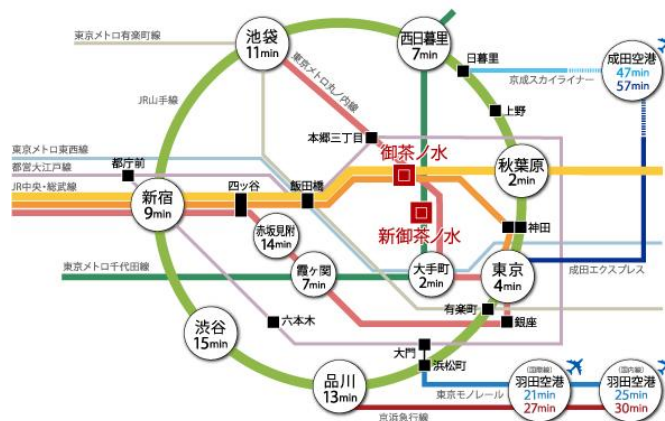 東京メトロ有楽町線
池袋
11min
西日暮里
7min
日暮里
成田空港
47min
57min
京成スカイライナー
東京メトロ丸ノ内線
JR山手線
上野
本郷三丁目
御茶ノ水
秋葉原
2min
東京メトロ東西線
都営大江戸線
都庁前
JR中央・総武線
新宿
9min
四ッ谷
飯田橋
赤坂見附
14min
新御茶ノ水
神田
東京メトロ千代田線
霞ヶ関
7min
大手町
2min
東京
4min
成田エクスプレス
有楽町
銀座
六本木
渋谷
15min
大門
浜松町
品川
13min
東京モノレール
京浜急行線
(国際線)
羽田空港
21min
27min
(国内線)
羽田空港
25min
30min